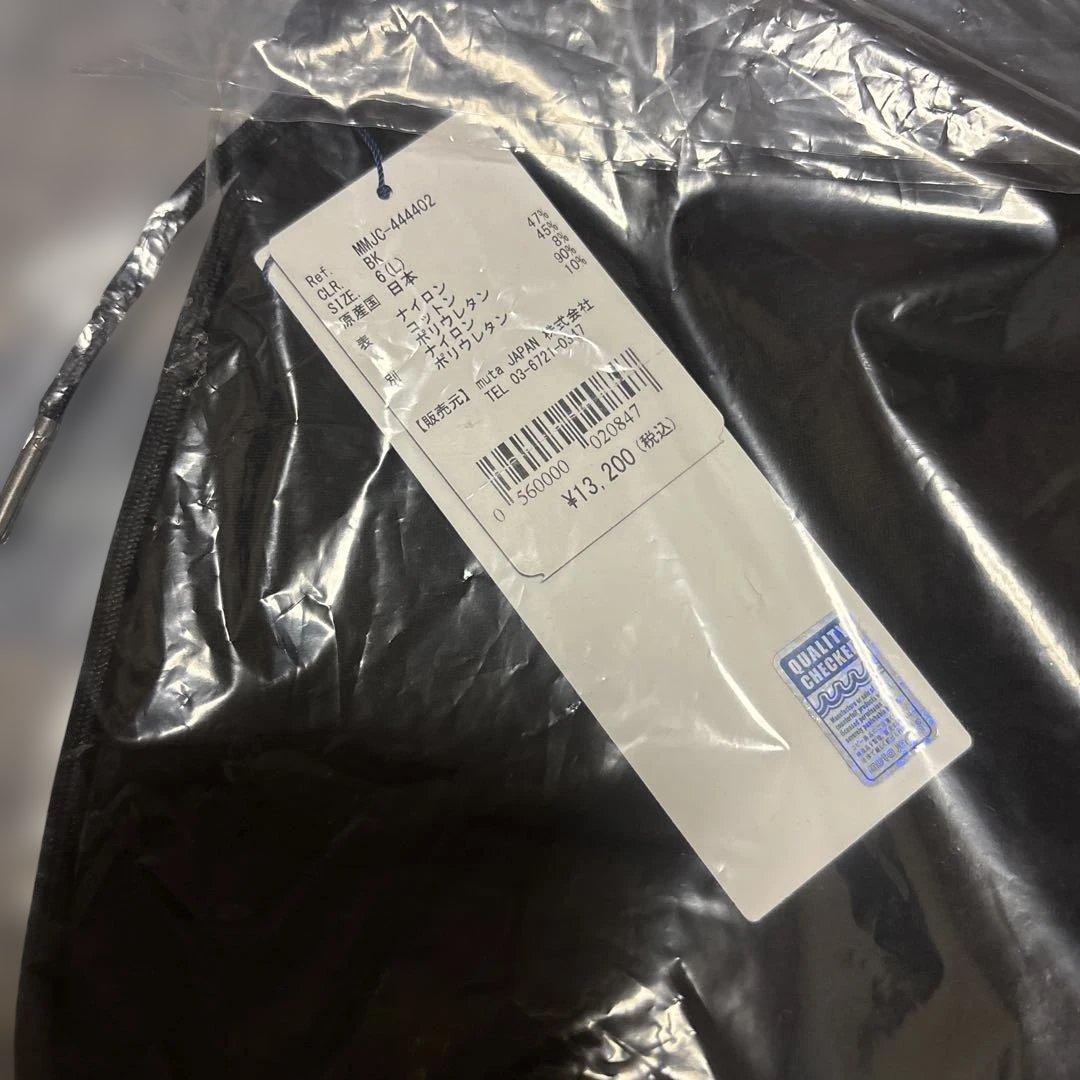 Ref. MMJC-444402
CLR. BK
SIZE. 6(L)
原産国 日本
表 ナイロン 47%
コットン 45%
ポリウレタン 8%
別 ナイロン 90%
ポリウレタン 10%
【販売元】 muta JAPAN 株式会社
TEL 03-6721-0347
0 560000 020847
¥13,200(税込)
QUALITY
CHECKED